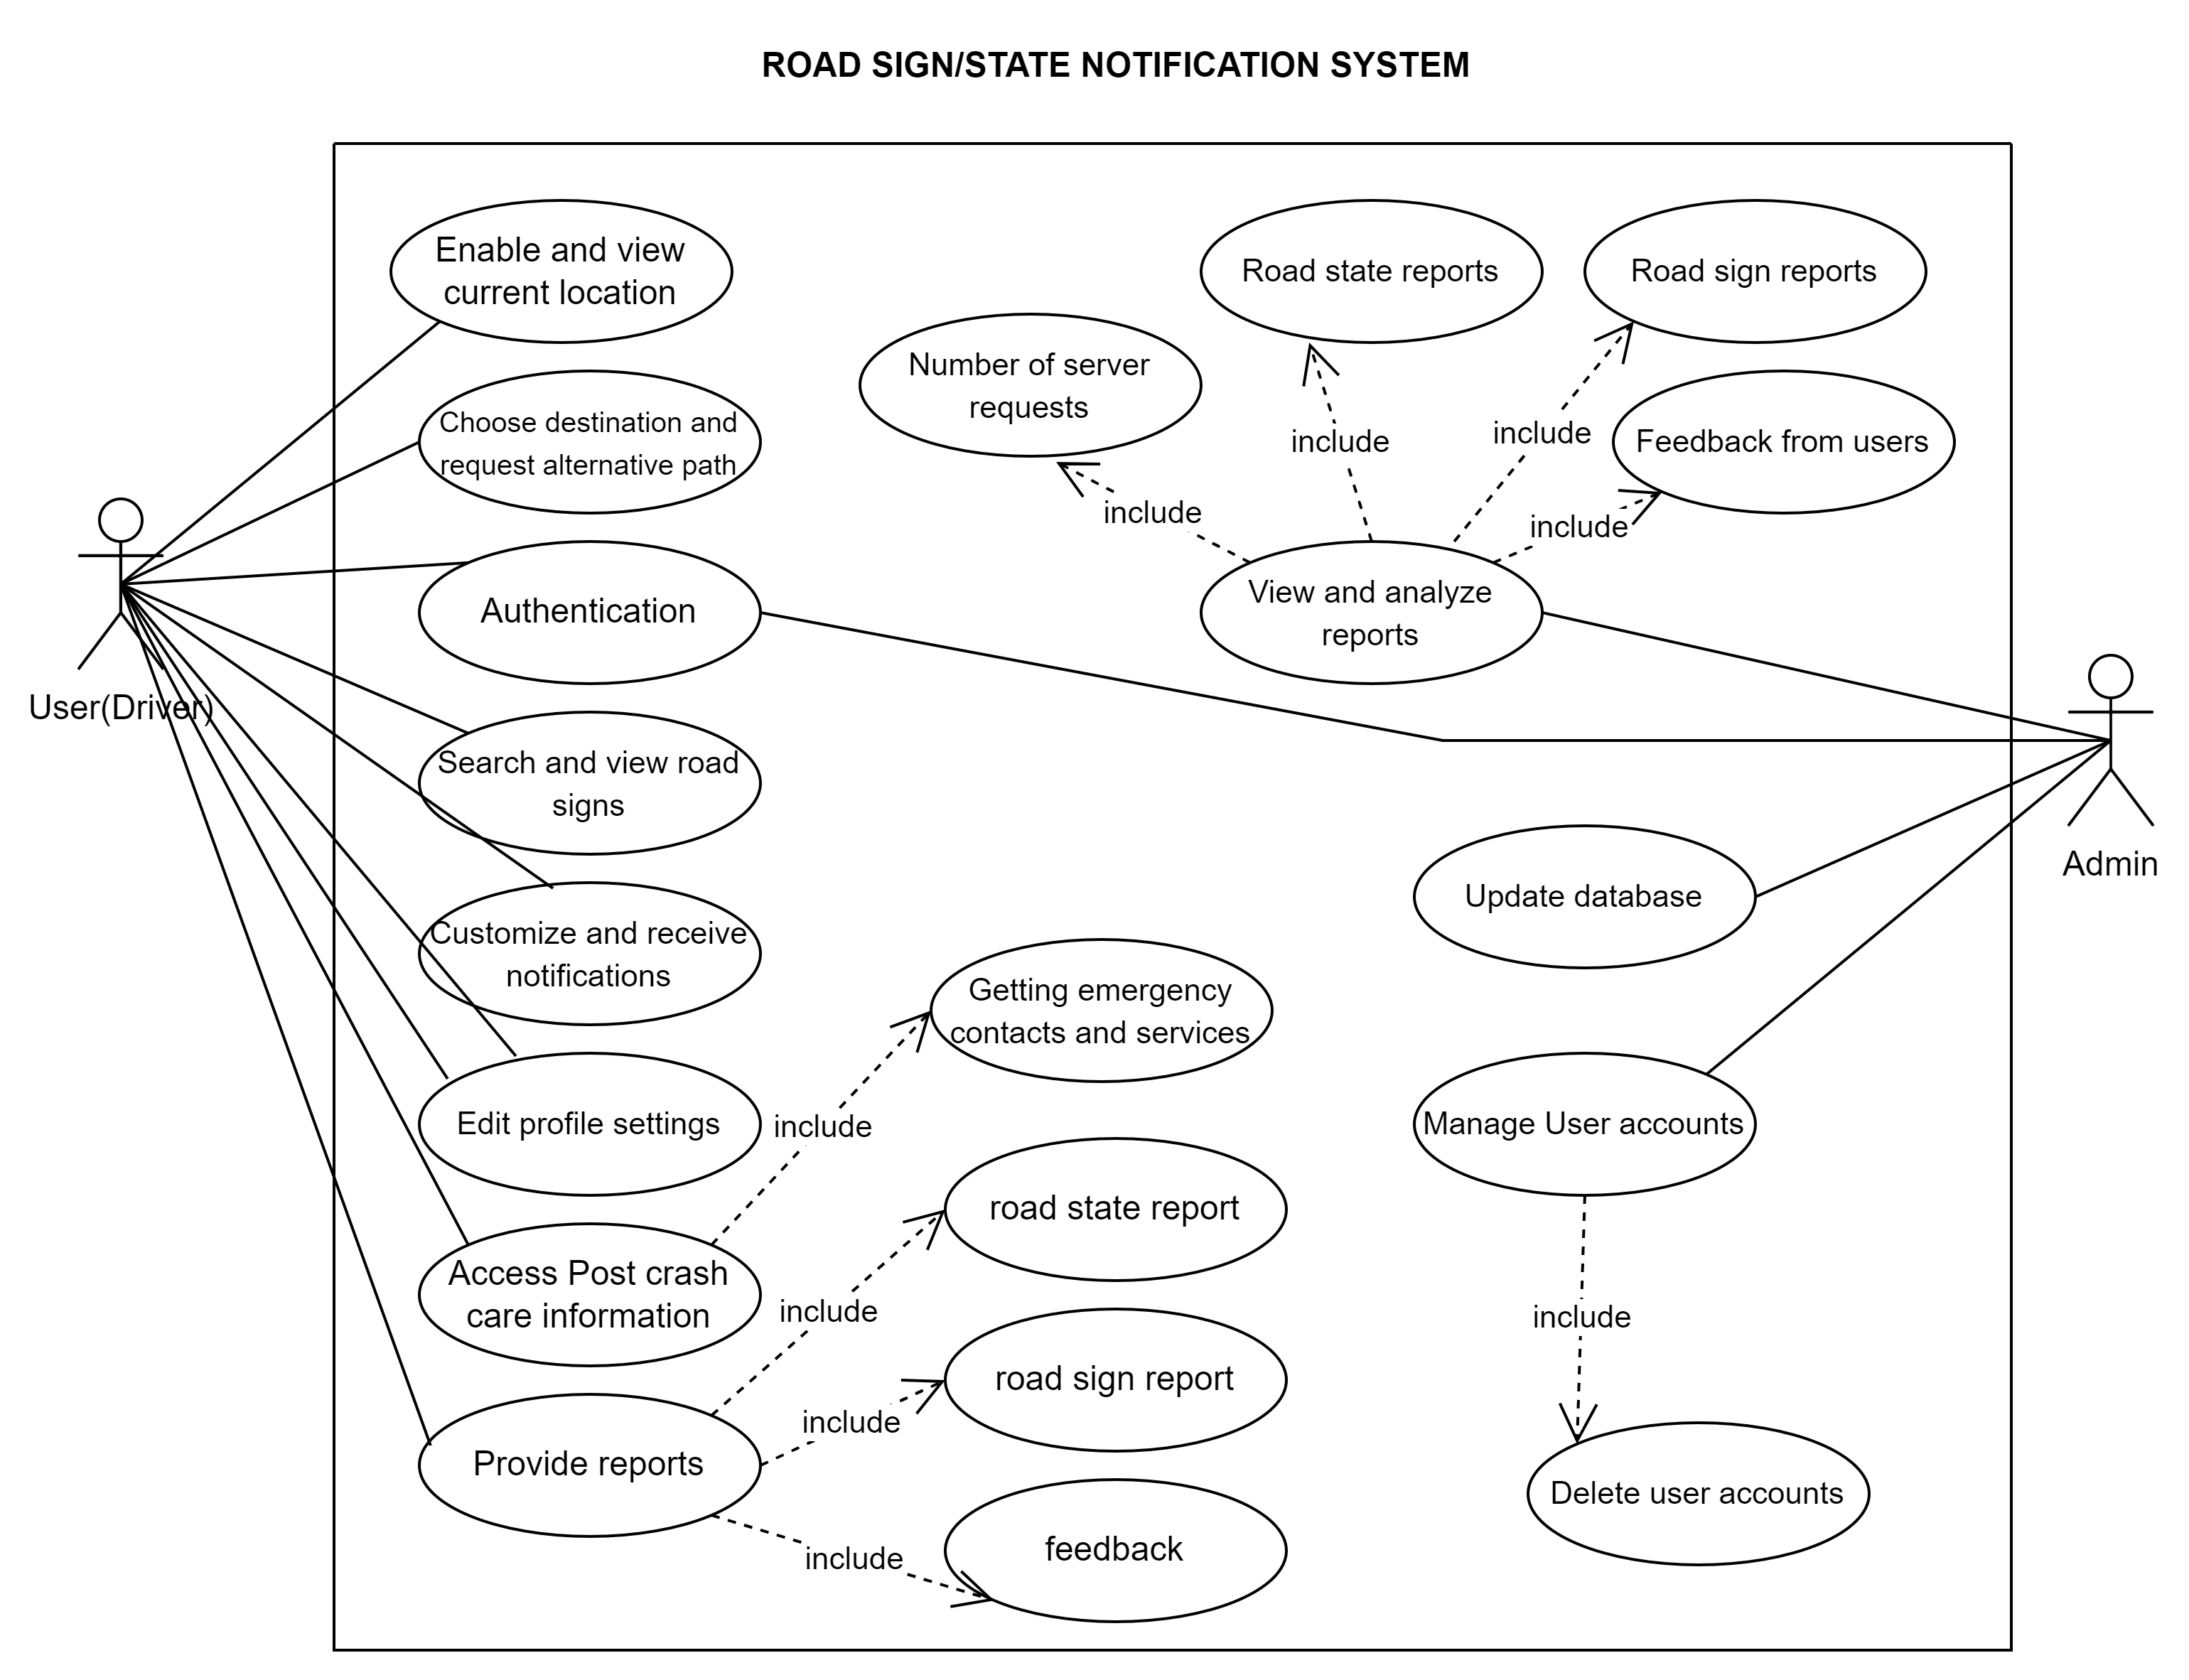 ROAD SIGN/STATE NOTIFICATION SYSTEM
Enable and view
current location
Road state reports
Road sign reports
Number of server
requests
Choose destination and
request alternative path
include
include
Feedback from users
include
include
Authentication
View and analyze
reports
User(Driver)
Search and view road
signs
Admin
Update database
Customize and receive
notifications
Getting emergency
contacts and services
Edit profile settings
include
Manage User accounts
road state report
Access Post crash
care information
include
include
road sign report
include
Provide reports
Delete user accounts
feedback
include